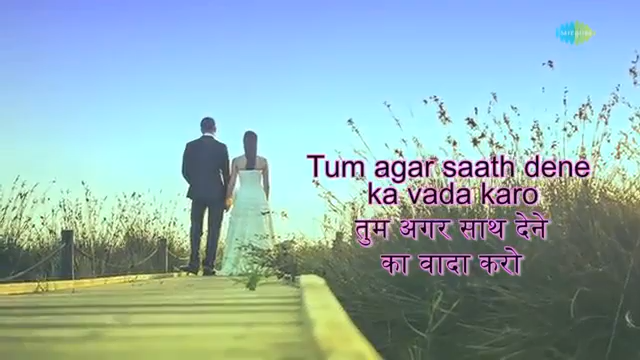 Tum agar saath dene
ka vada karo
तुम अगर साथ देने
का वादा करो